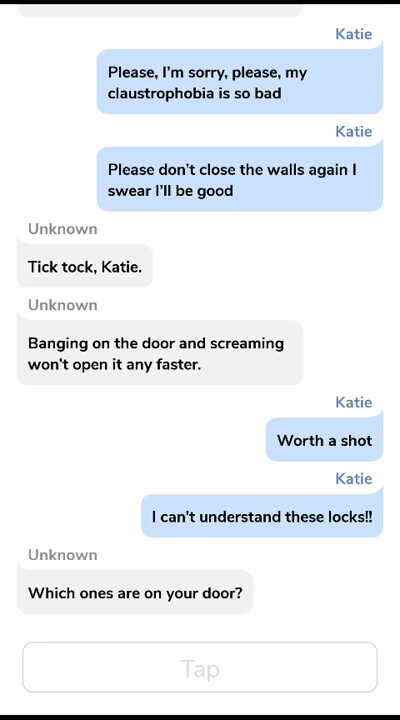 Katie
Please, I’m sorry, please, my
claustrophobia is so bad
Katie
Please don’t close the walls again I
swear I’ll be good
Unknown
Tick tock, Katie.
Unknown
Banging on the door and screaming
won't open it any faster.
Katie
Worth a shot
Katie
I can't understand these locks!!
Unknown
Which ones are on your door?
Tap